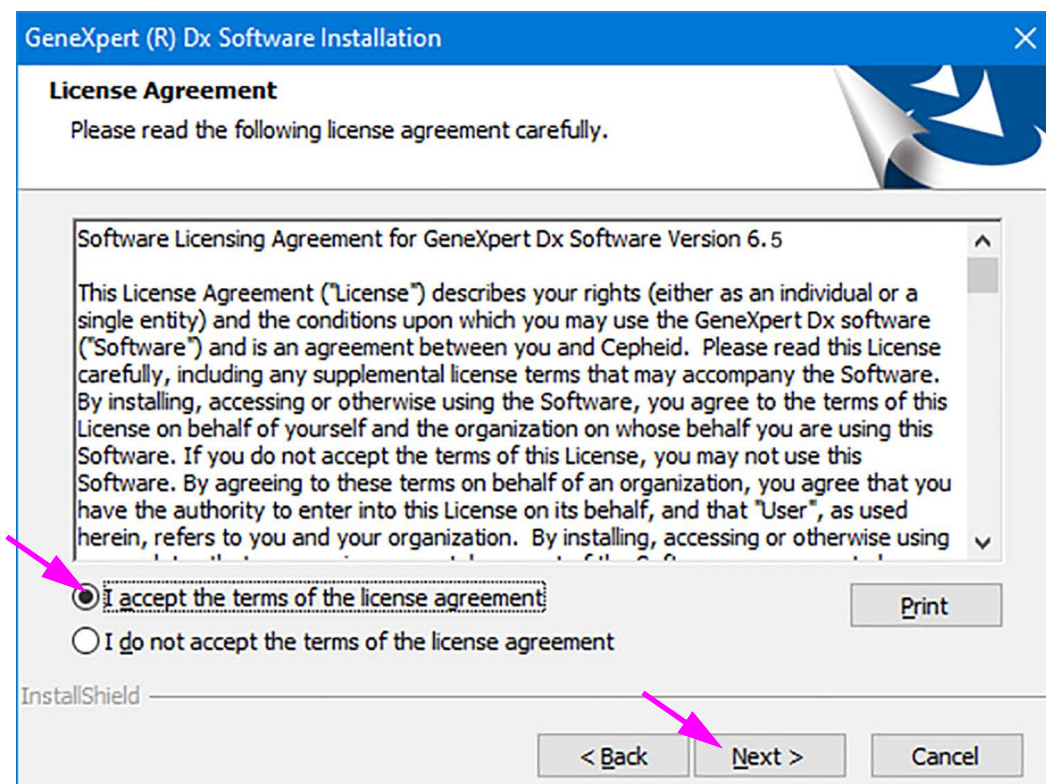 GeneXpert (R) Dx Software Installation
License Agreement
Please read the following license agreement carefully.
Software Licensing Agreement for GeneXpert Dx Software Version 6.5
This License Agreement ("License") describes your rights (either as an individual or a
single entity) and the conditions upon which you may use the GeneXpert Dx software
("Software") and is an agreement between you and Cepheid.  Please read this License
carefully, including any supplemental license terms that may accompany the Software.
By installing, accessing or otherwise using the Software, you agree to the terms of this
License on behalf of yourself and the organization on whose behalf you are using this
Software. If you do not accept the terms of this License, you may not use this
Software. By agreeing to these terms on behalf of an organization, you agree that you
have the authority to enter into this License on its behalf, and that "User", as used
herein, refers to you and your organization.  By installing, accessing or otherwise using
I accept the terms of the license agreement
Print
I do not accept the terms of the license agreement
InstallShield
< Back
Next >
Cancel